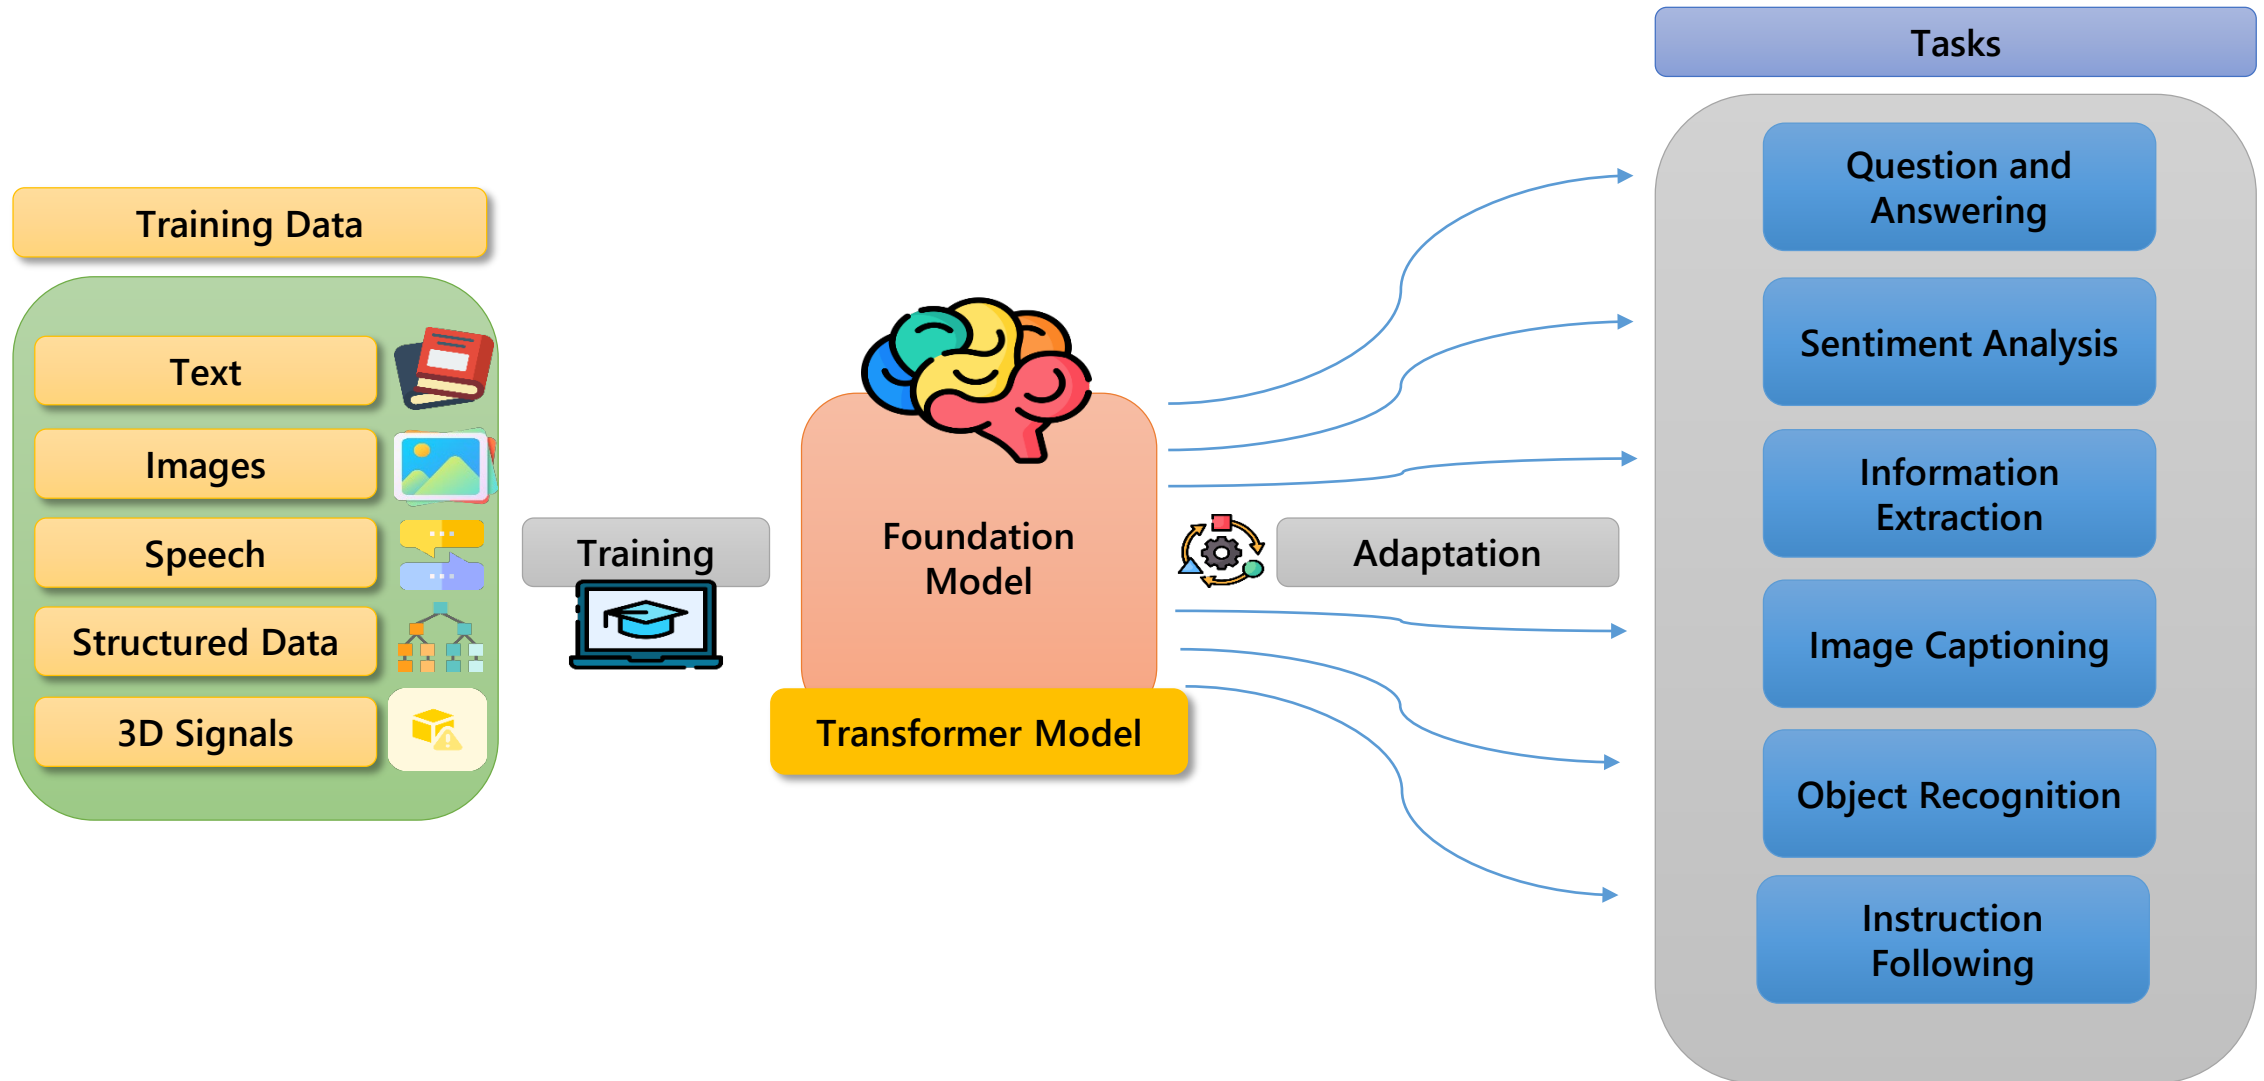 Training Data
Text
Images
Speech
Structured Data
3D Signals
Training
Foundation
Model
Transformer Model
Adaptation
Tasks
Question and
Answering
Sentiment Analysis
Information
Extraction
Image Captioning
Object Recognition
Instruction
Following